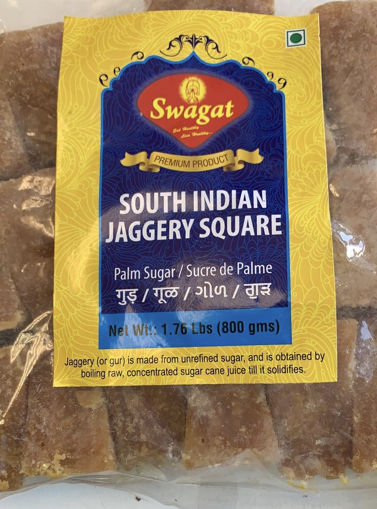 Swagat
Eat Healthy
Live Healthy...
PREMIUM PRODUCT
SOUTH INDIAN
JAGGERY SQUARE
Palm Sugar / Sucre de Palme
गुड़ / गूळ / ગોળ / ਗੁੜ
Net Wt.: 1.76 Lbs (800 gms)
Jaggery (or gur) is made from unrefined sugar, and is obtained by
boiling raw, concentrated sugar cane juice till it solidifies.